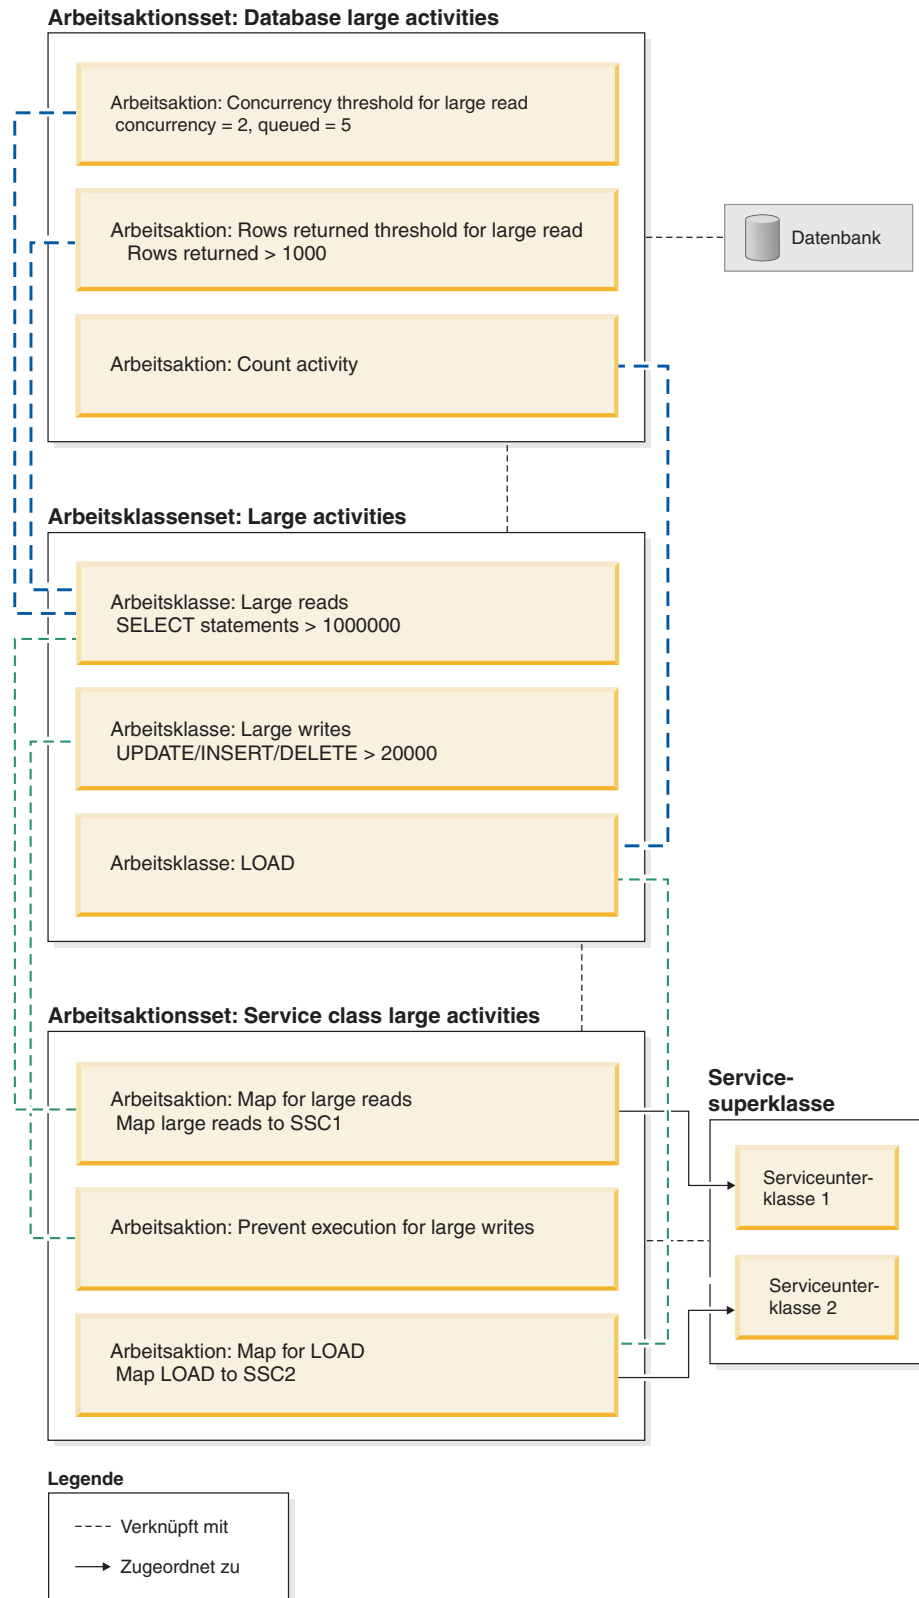 Arbeitsaktionsset: Database large activities
Arbeitsaktion: Concurrency threshold for large read
concurrency = 2, queued = 5
Arbeitsaktion: Rows returned threshold for large read
Rows returned > 1000
Datenbank
Arbeitsaktion: Count activity
Arbeitsklassenset: Large activities
Arbeitsklasse: Large reads
SELECT statements > 1000000
Arbeitsklasse: Large writes
UPDATE/INSERT/DELETE > 20000
Arbeitsklasse: LOAD
Arbeitsaktionsset: Service class large activities
Arbeitsaktion: Map for large reads
Map large reads to SSC1
Arbeitsaktion: Prevent execution for large writes
Arbeitsaktion: Map for LOAD
Map LOAD to SSC2
Service-
superklasse
Serviceunter-
klasse 1
Serviceunter-
klasse 2
Legende
Verknüpft mit
Zugeordnet zu